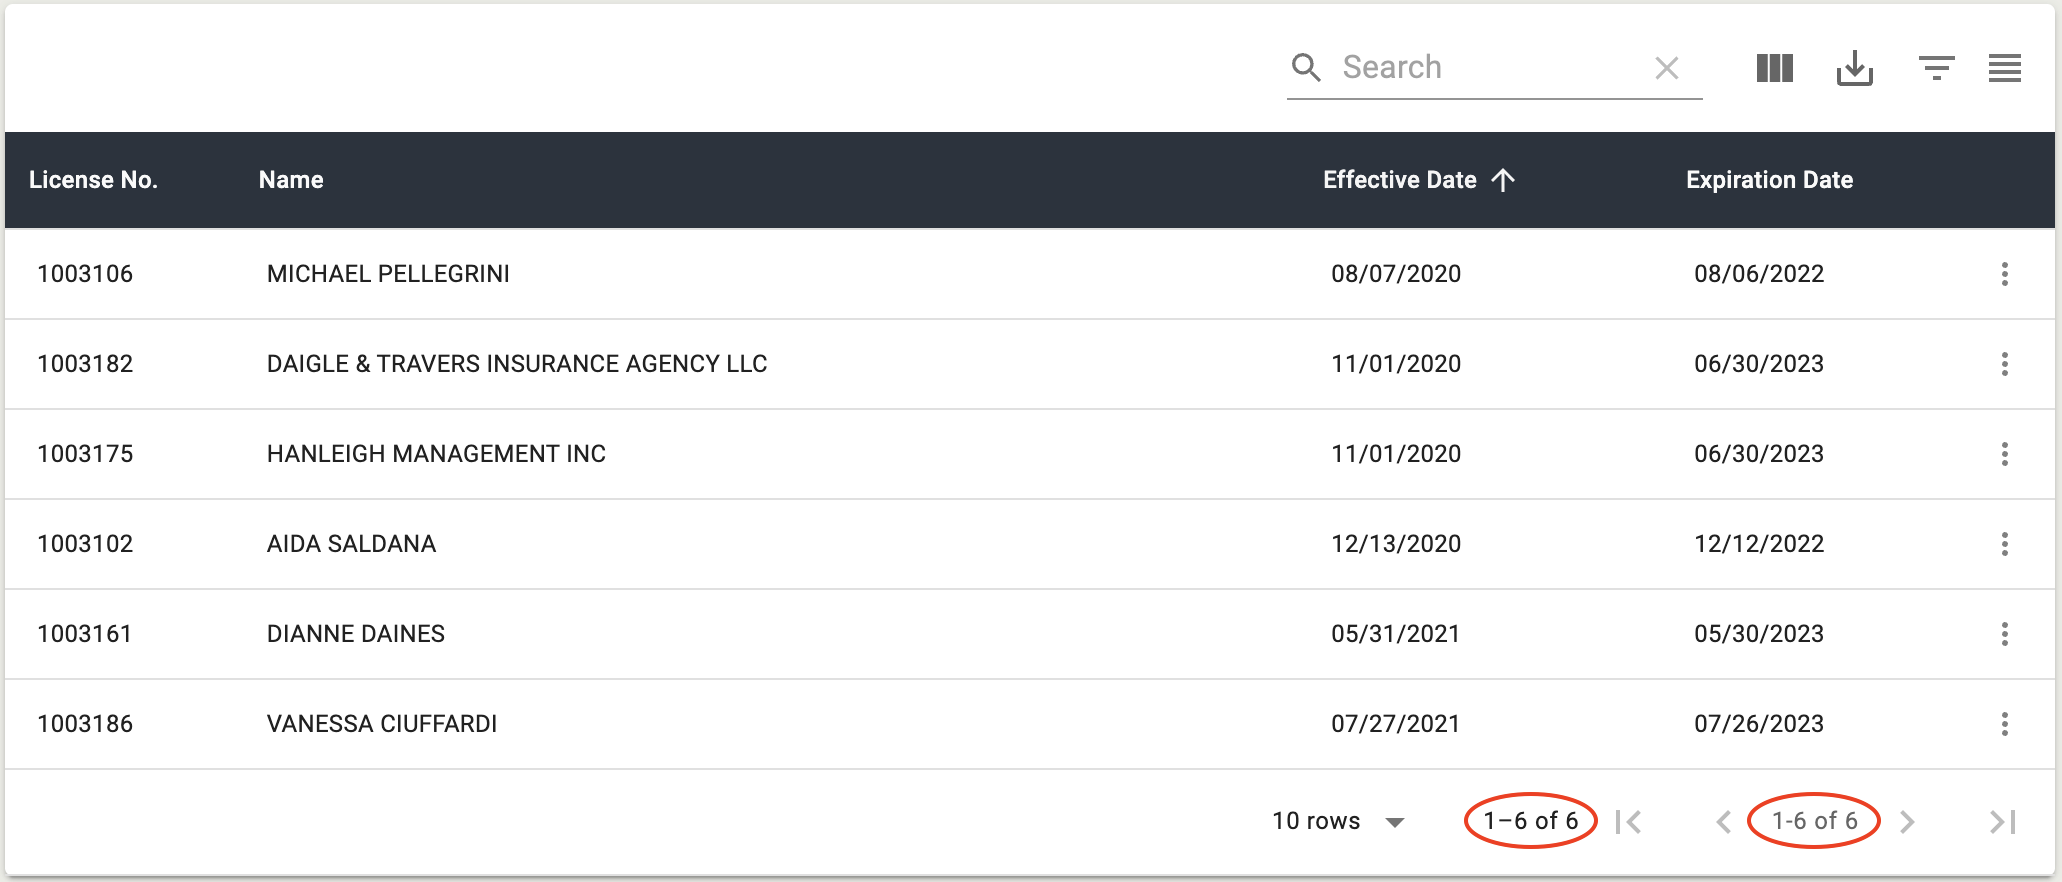 Search
License No. Name Effective Date Expiration Date
1003106 MICHAEL PELLEGRINI 08/07/2020 08/06/2022
1003182 DAIGLE & TRAVERS INSURANCE AGENCY LLC 11/01/2020 06/30/2023
1003175 HANLEIGH MANAGEMENT INC 11/01/2020 06/30/2023
1003102 AIDA SALDANA 12/13/2020 12/12/2022
1003161 DIANNE DAINES 05/31/2021 05/30/2023
1003186 VANESSA CIUFFARDI 07/27/2021 07/26/2023
10 rows 1–6 of 6 1-6 of 6